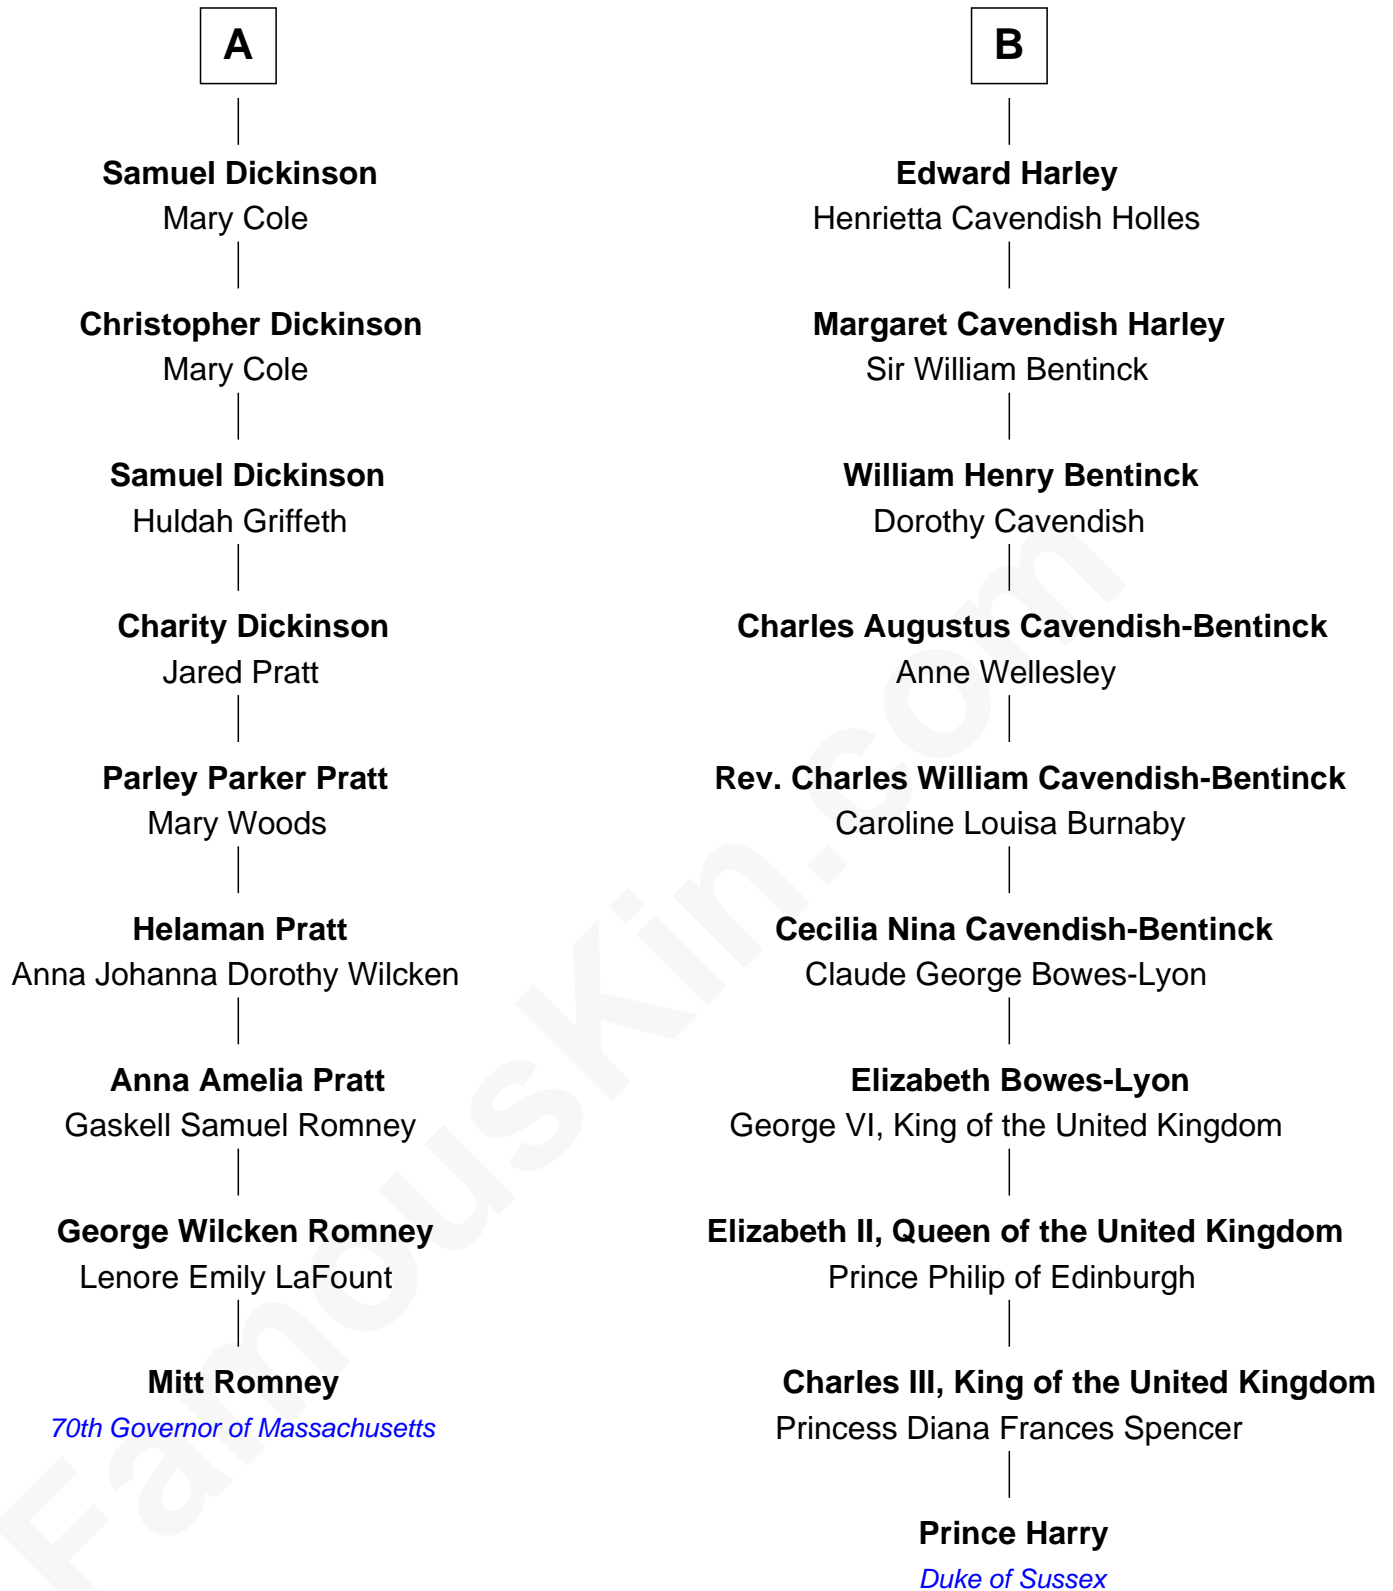 A
Samuel Dickinson
Mary Cole
Christopher Dickinson
Mary Cole
Samuel Dickinson
Huldah Griffeth
Charity Dickinson
Jared Pratt
Parley Parker Pratt
Mary Woods
Helaman Pratt
Anna Johanna Dorothy Wilcken
Anna Amelia Pratt
Gaskell Samuel Romney
George Wilcken Romney
Lenore Emily LaFount
Mitt Romney
70th Governor of Massachusetts
B
Edward Harley
Henrietta Cavendish Holles
Margaret Cavendish Harley
Sir William Bentinck
William Henry Bentinck
Dorothy Cavendish
Charles Augustus Cavendish-Bentinck
Anne Wellesley
Rev. Charles William Cavendish-Bentinck
Caroline Louisa Burnaby
Cecilia Nina Cavendish-Bentinck
Claude George Bowes-Lyon
Elizabeth Bowes-Lyon
George VI, King of the United Kingdom
Elizabeth II, Queen of the United Kingdom
Prince Philip of Edinburgh
Charles III, King of the United Kingdom
Princess Diana Frances Spencer
Prince Harry
Duke of Sussex
FamousKin.com